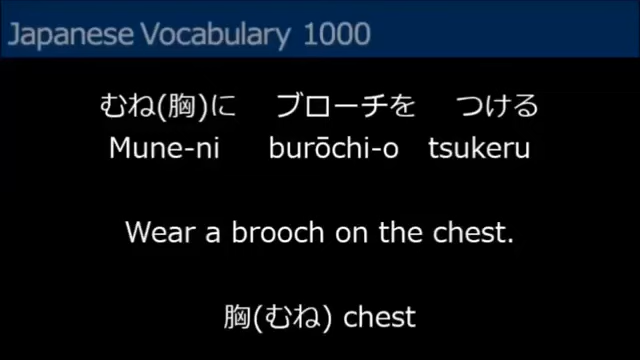 Japanese Vocabulary 1000
むね(胸)に ブローチを つける
Mune-ni burōchi-o tsukeru
Wear a brooch on the chest.
胸(むね) chest